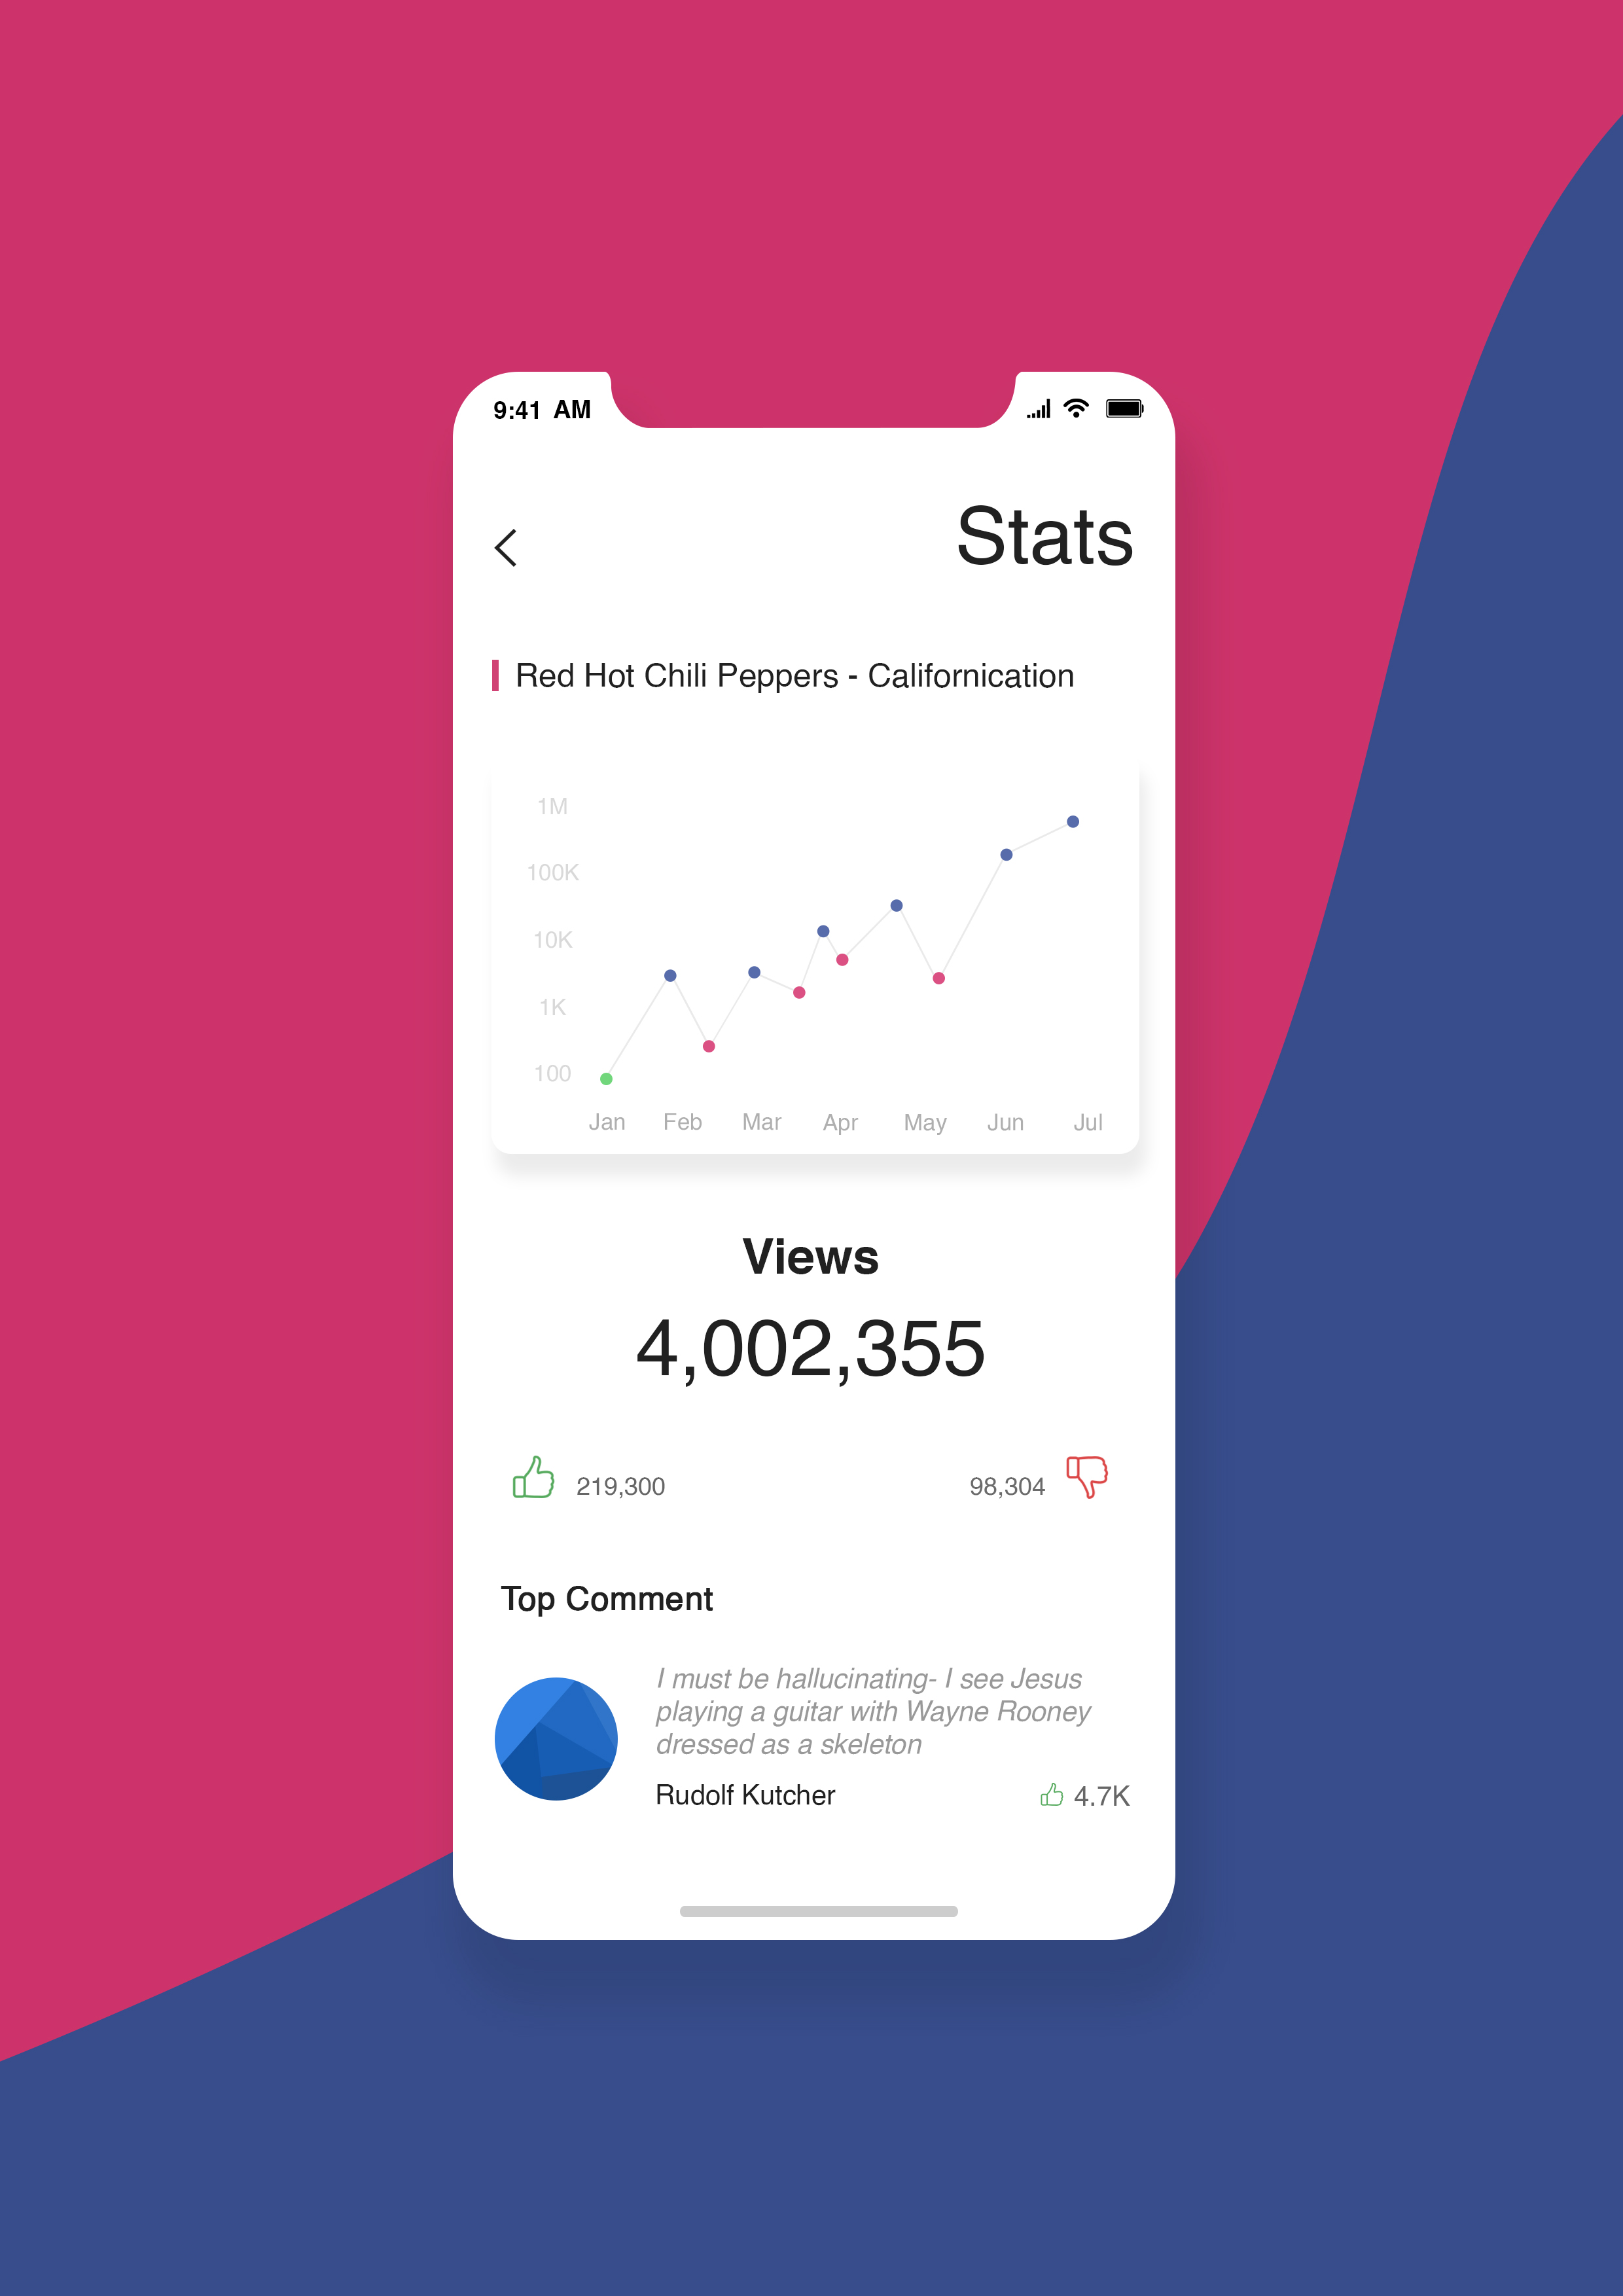 9:41 AM
Stats
Red Hot Chili Peppers - Californication
1M
100K
10K
1K
100
Jan Feb Mar Apr May Jun Jul
Views
4,002,355
219,300 98,304
Top Comment
I must be hallucinating- I see Jesus
playing a guitar with Wayne Rooney
dressed as a skeleton
Rudolf Kutcher 4.7K